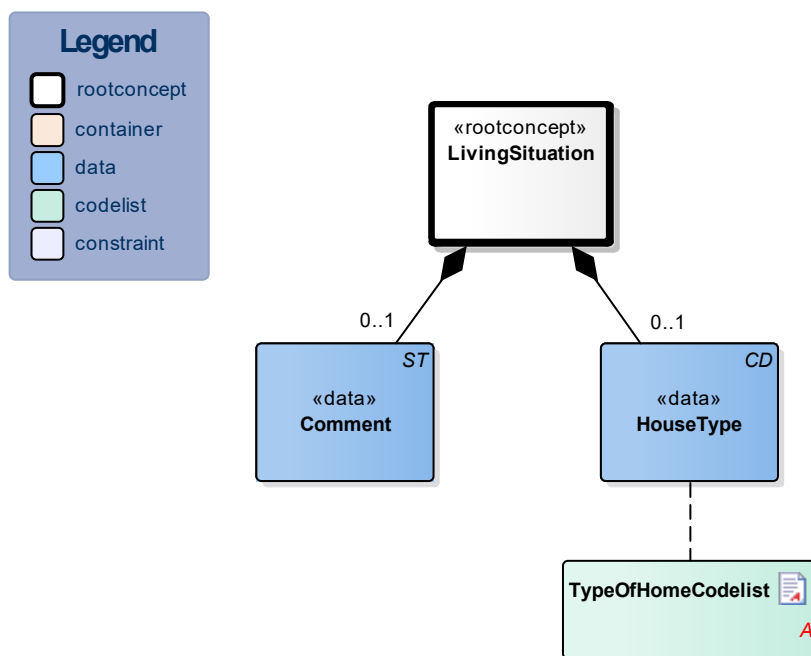 Legend
rootconcept
container
data
codelist
constraint
«rootconcept»
LivingSituation
0..1
0..1
ST
«data»
Comment
CD
«data»
HouseType
TypeOfHomeCodelist
A